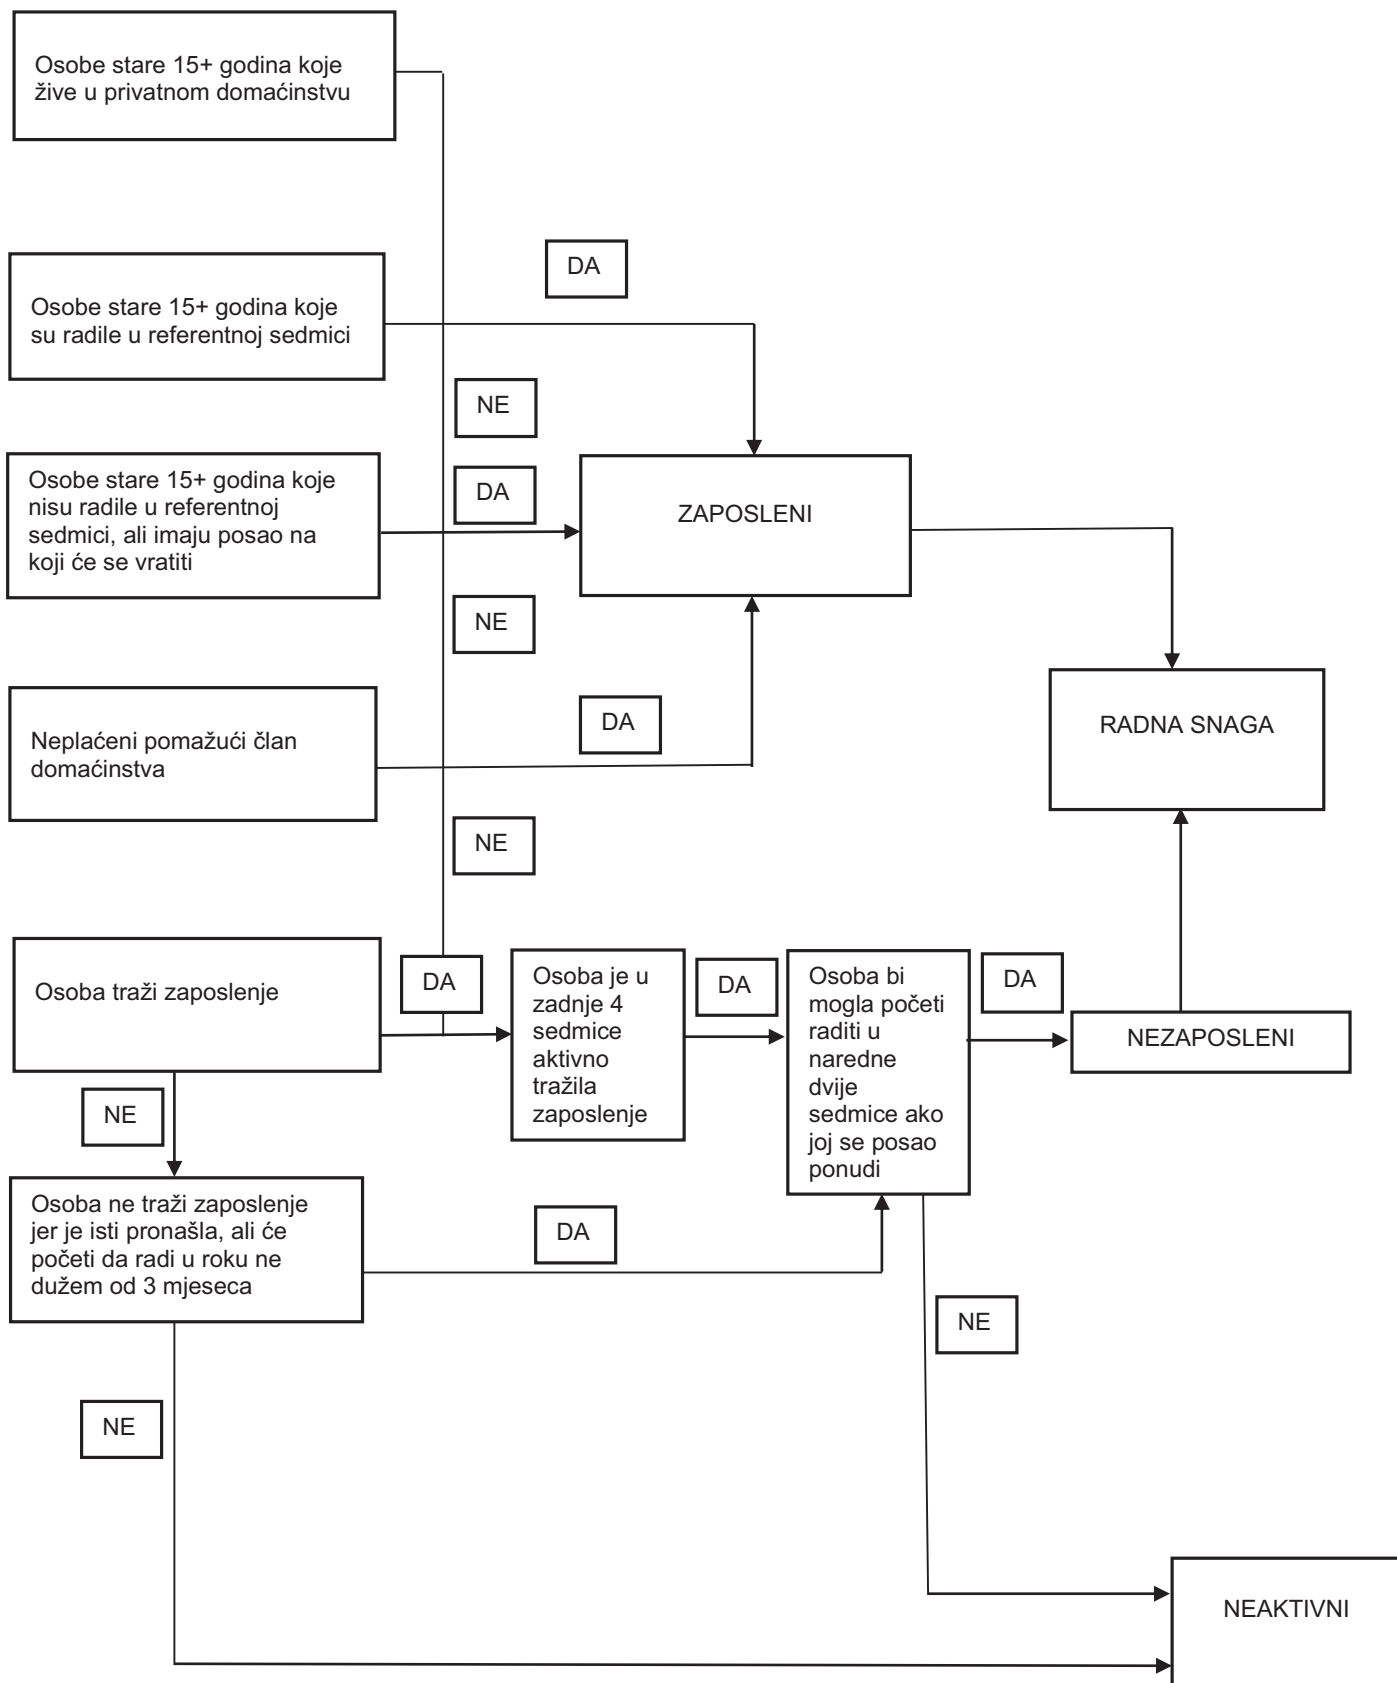 Osobe stare 15+ godina koje
žive u privatnom domaćinstvu
DA
Osobe stare 15+ godina koje
su radile u referentnoj sedmici
NE
Osobe stare 15+ godina koje
nisu radile u referentnoj
sedmici, ali imaju posao na
koji će se vratiti
DA
ZAPOSLENI
NE
RADNA SNAGA
Neplaćeni pomažući član
domaćinstva
DA
NE
Osoba traži zaposlenje
DA
Osoba je u
zadnje 4
sedmice
aktivno
tražila
zaposlenje
DA
Osoba bi
mogla početi
raditi u
naredne
dvije
sedmice ako
joj se posao
ponudi
DA
NEZAPOSLENI
NE
Osoba ne traži zaposlenje
jer je isti pronašla, ali će
početi da radi u roku ne
dužem od 3 mjeseca
DA
NE
NE
NEAKTIVNI